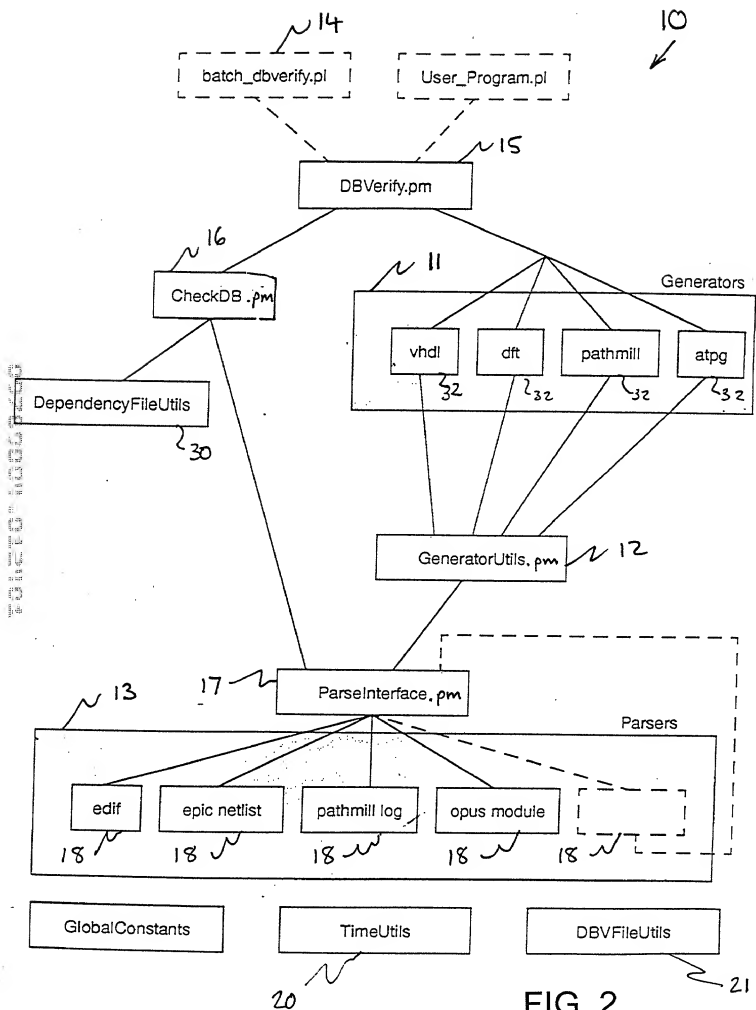 14
10
batch_dbverify.pl
User_Program.pl
15
DBVerify.pm
16
CheckDB.pm
11
Generators
vhdl
dft
pathmill
atpg
32
32
32
32
DependencyFileUtils
30
GeneratorUtils.pm
12
17
ParseInterface.pm
13
Parsers
edif
epic netlist
pathmill log
opus module
18
18
18
18
18
GlobalConstants
TimeUtils
DBVFileUtils
20
21
FIG. 2